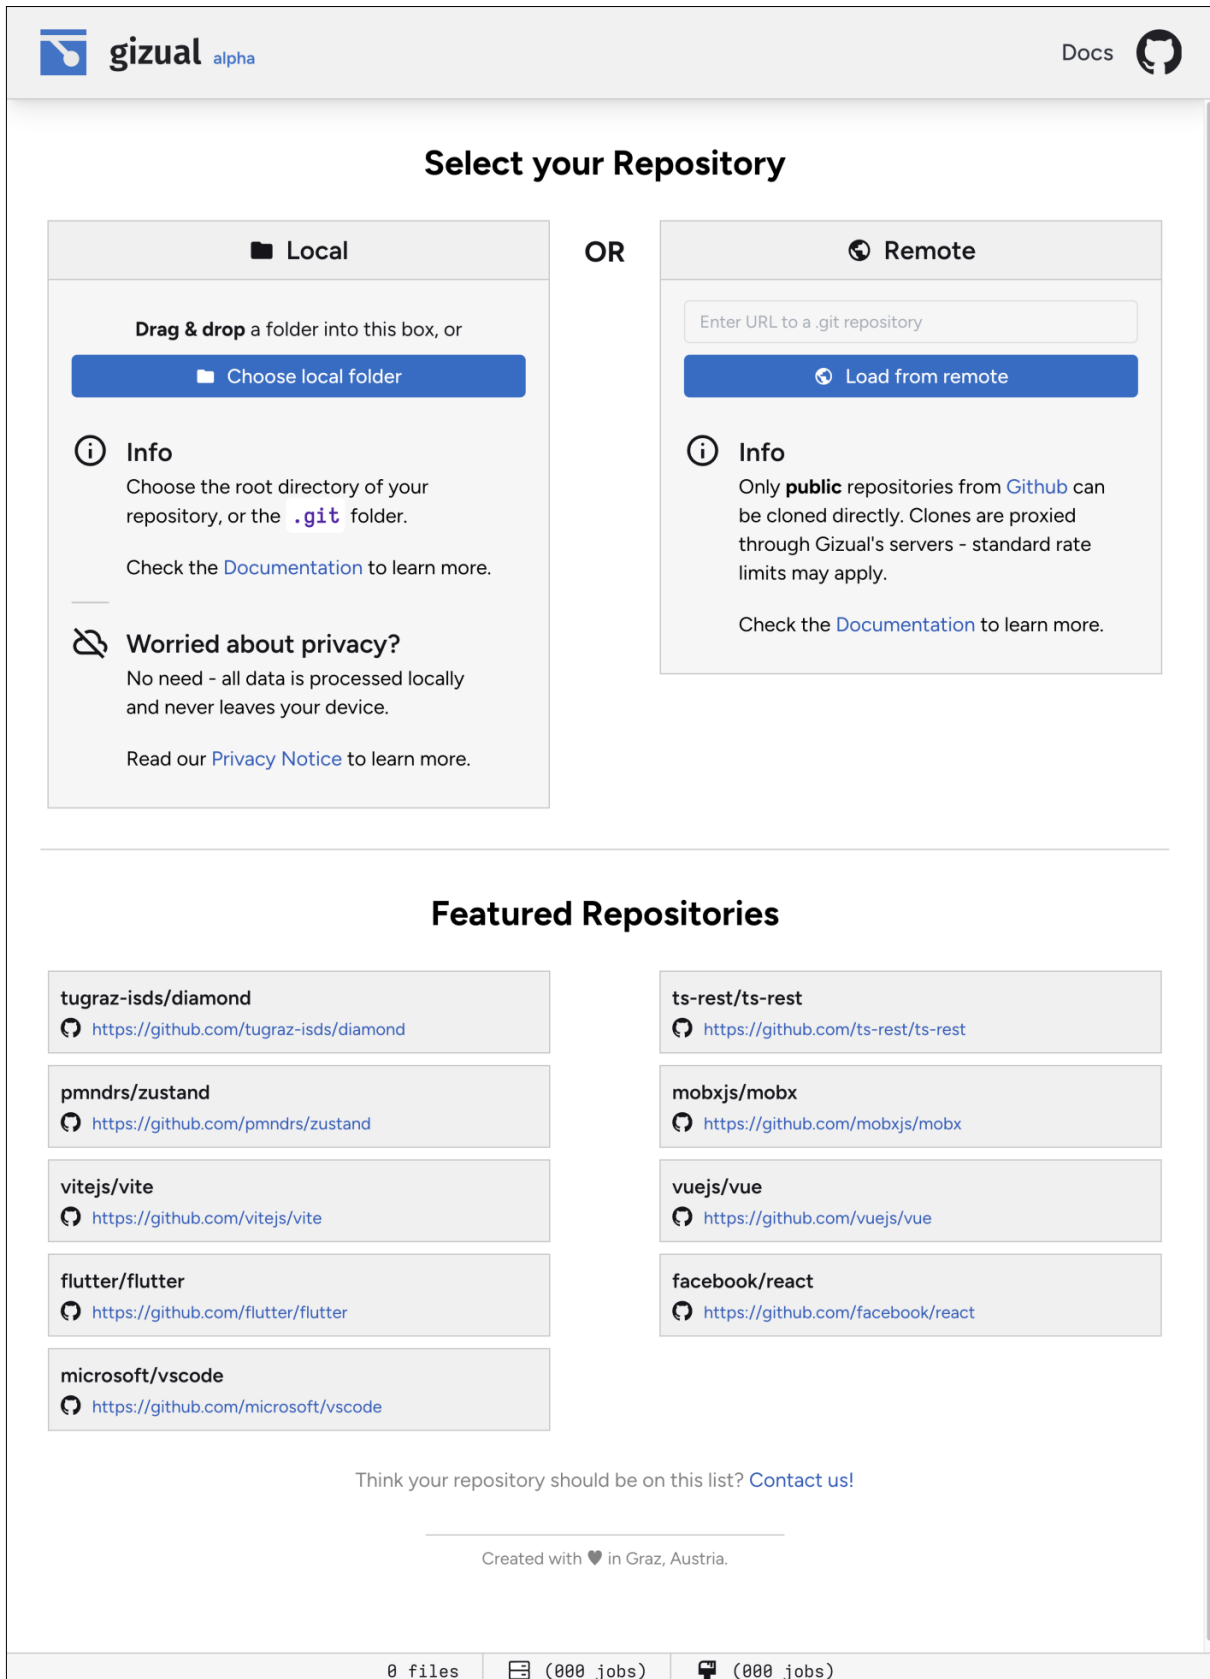 gizual alpha
Docs
Select your Repository
Local
OR
Remote
Drag & drop a folder into this box, or
Choose local folder
Info
Choose the root directory of your
repository, or the .git folder.
Check the Documentation to learn more.
Worried about privacy?
No need - all data is processed locally
and never leaves your device.
Read our Privacy Notice to learn more.
Enter URL to a .git repository
Load from remote
Info
Only public repositories from Github can
be cloned directly. Clones are proxied
through Gizual's servers - standard rate
limits may apply.
Check the Documentation to learn more.
Featured Repositories
tugraz-isds/diamond
https://github.com/tugraz-isds/diamond
ts-rest/ts-rest
https://github.com/ts-rest/ts-rest
pmndrs/zustand
https://github.com/pmndrs/zustand
mobxjs/mobx
https://github.com/mobxjs/mobx
vitejs/vite
https://github.com/vitejs/vite
vuejs/vue
https://github.com/vuejs/vue
flutter/flutter
https://github.com/flutter/flutter
facebook/react
https://github.com/facebook/react
microsoft/vscode
https://github.com/microsoft/vscode
Think your repository should be on this list? Contact us!
Created with ♥ in Graz, Austria.
0 files
(000 jobs)
(000 jobs)